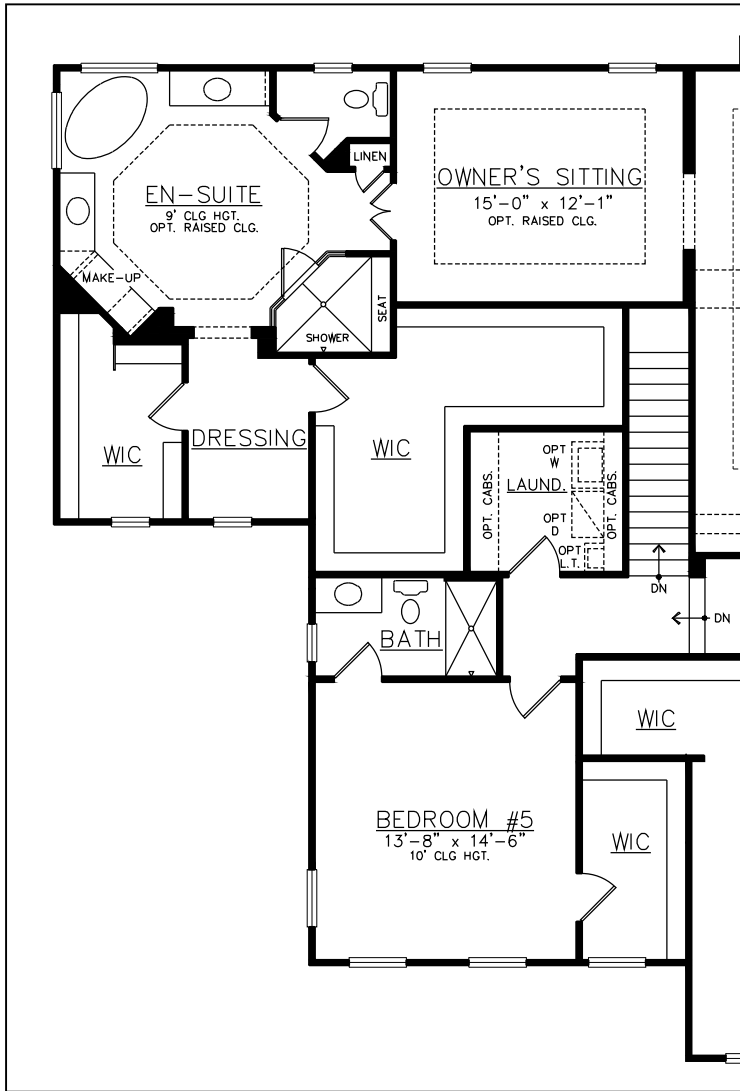 EN-SUITE
9' CLG HGT.
OPT. RAISED CLG.
LINEN
OWNER'S SITTING
15'-0" x 12'-1"
OPT. RAISED CLG.
MAKE-UP
SHOWER
SEAT
WIC
DRESSING
WIC
OPT. CABS.
LAUND.
OPT
W
OPT
D
OPT
L.T.
OPT. CABS.
DN
DN
BATH
WIC
BEDROOM #5
13'-8" x 14'-6"
10' CLG HGT.
WIC